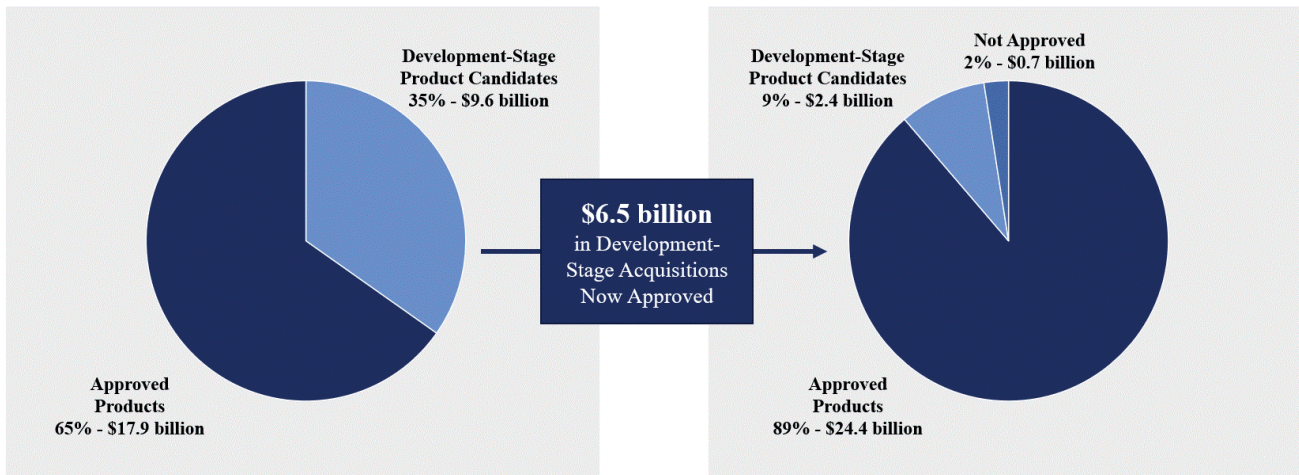 Development-Stage
Product Candidates
35% - $9.6 billion
Approved
Products
65% - $17.9 billion
$6.5 billion
in Development-
Stage Acquisitions
Now Approved
Development-Stage
Product Candidates
9% - $2.4 billion
Not Approved
2% - $0.7 billion
Approved
Products
89% - $24.4 billion